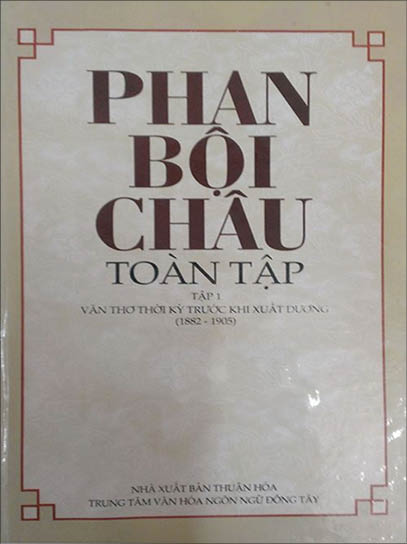 PHAN
BỘI
CHÂU
TOÀN TẬP
TẬP 1
VĂN THƠ THỜI KỲ TRƯỚC KHI XUẤT DƯƠNG
(1882 - 1905)
NHÀ XUẤT BẢN THUẬN HÓA
TRUNG TÂM VĂN HÓA NGÔN NGỮ ĐÔNG TÂY